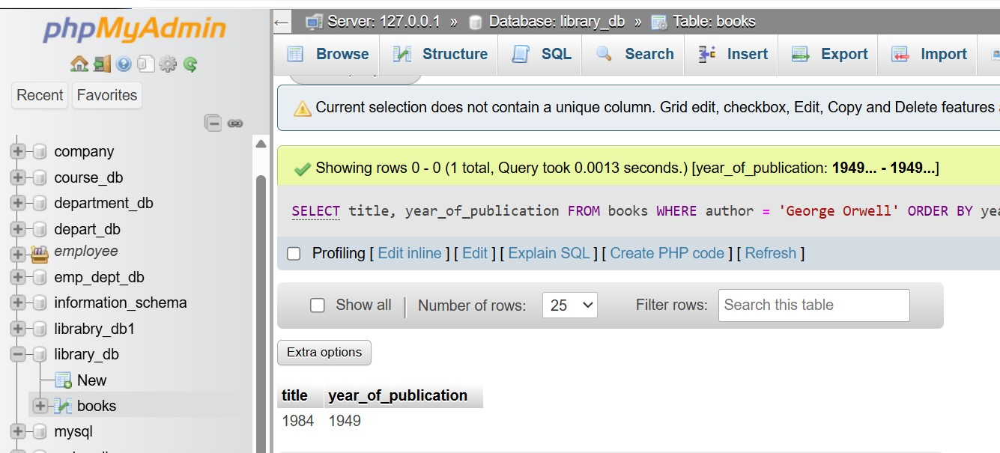 phpMyAdmin
Recent Favorites
company
course_db
department_db
depart_db
employee
emp_dept_db
information_schema
librabry_db1
library_db
New
books
mysql
Server: 127.0.0.1 » Database: library_db » Table: books
Browse Structure SQL Search Insert Export Import
Current selection does not contain a unique column. Grid edit, checkbox, Edit, Copy and Delete features
Showing rows 0 - 0 (1 total, Query took 0.0013 seconds.) [year_of_publication: 1949... - 1949...]
SELECT title, year_of_publication FROM books WHERE author = 'George Orwell' ORDER BY yea
Profiling [ Edit inline ] [ Edit ] [ Explain SQL ] [ Create PHP code ] [ Refresh ]
Show all | Number of rows: 25 Filter rows: Search this table
Extra options
title year_of_publication
1984 1949